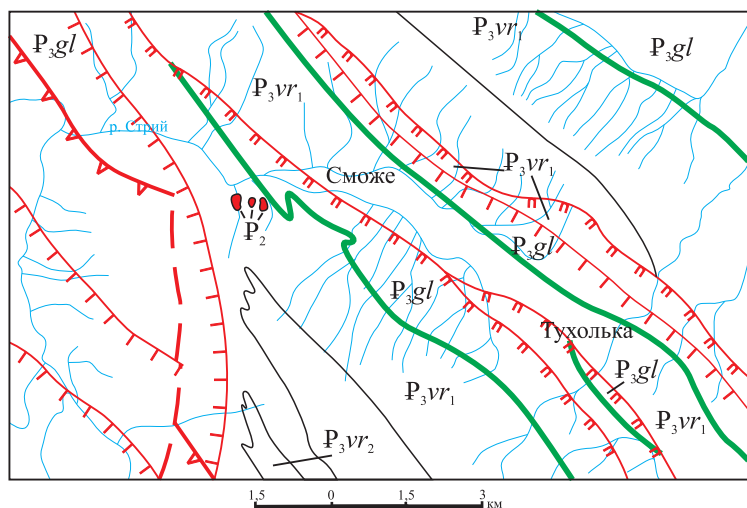 ₽₃gl
₽₃vr₁
₽₃gl
₽₃vr₁
р. Стрий
₽₃vr₁
Сможе
₽₂
₽₃gl
₽₃gl
Тухолька
₽₃gl
₽₃vr₁
₽₃vr₁
₽₃vr₂
1,5 0 1,5 3
км